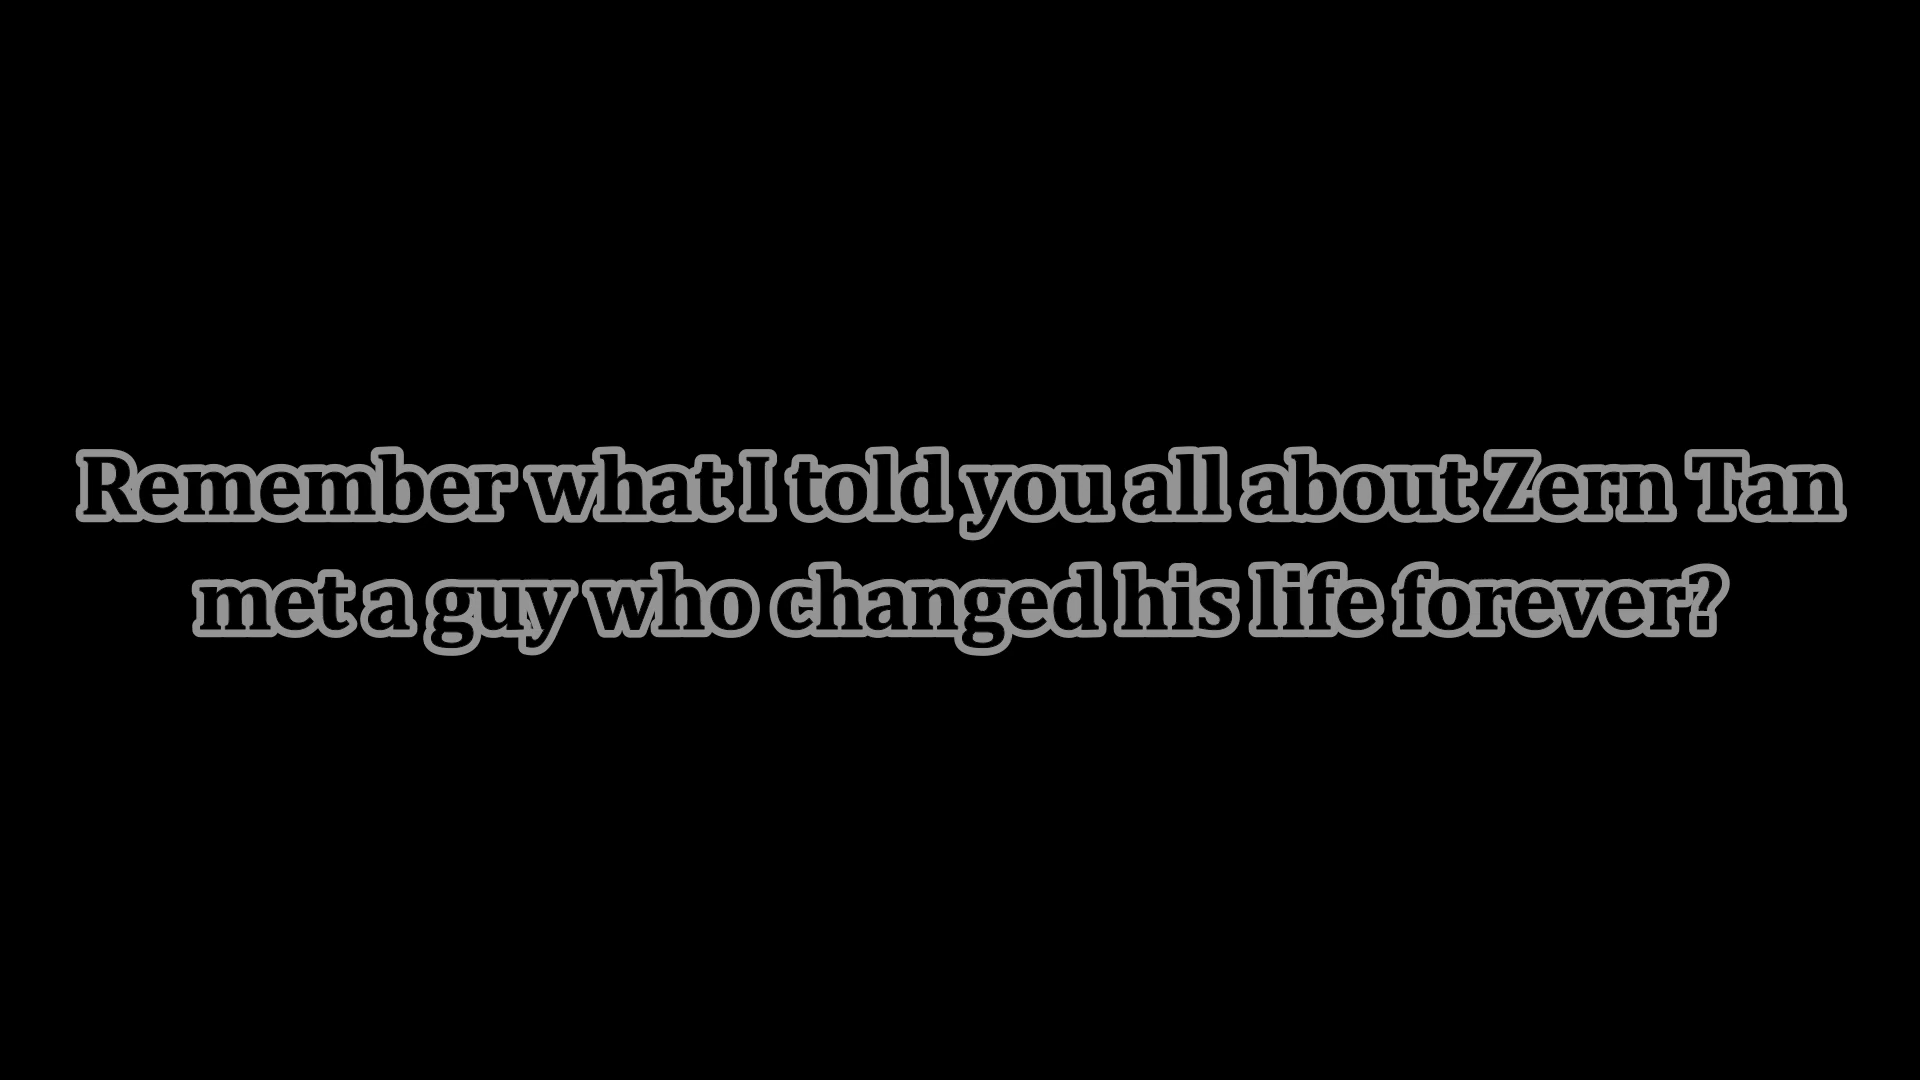 Remember what I told you all about Zern Tan
met a guy who changed his life forever?